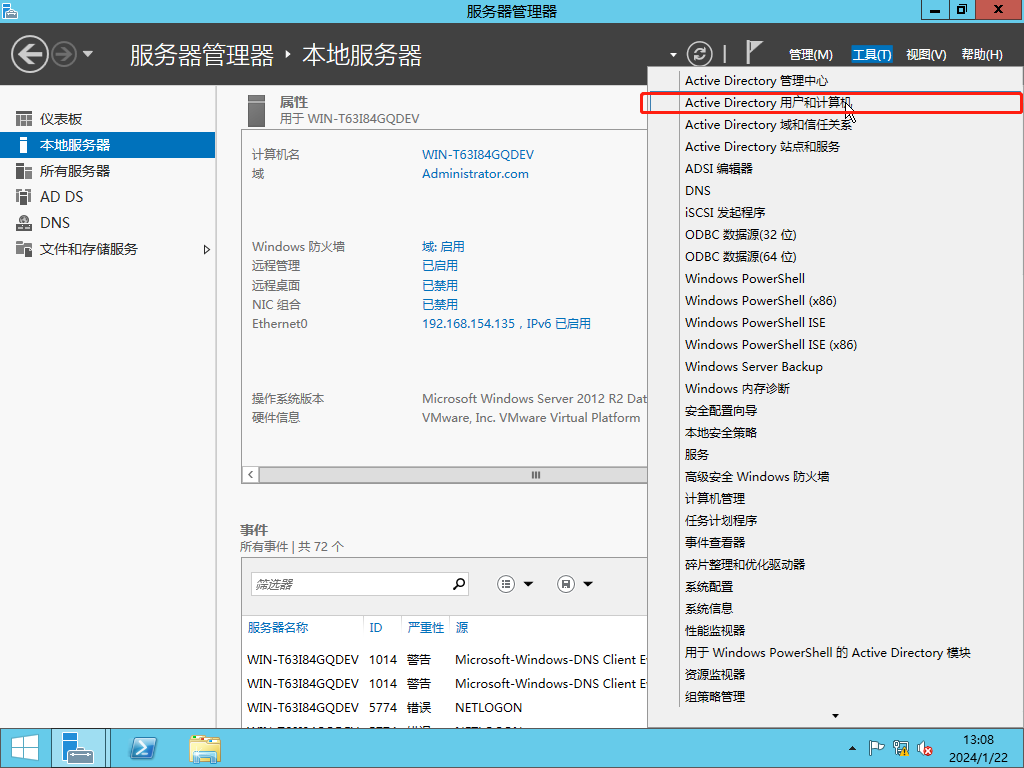 服务器管理器
服务器管理器 ‣ 本地服务器
管理(M) 工具(T) 视图(V) 帮助(H)
仪表板
本地服务器
所有服务器
AD DS
DNS
文件和存储服务
属性
用于 WIN-T63I84GQDEV
计算机名 WIN-T63I84GQDEV
域 Administrator.com
Windows 防火墙 域: 启用
远程管理 已启用
远程桌面 已禁用
NIC 组合 已禁用
Ethernet0 192.168.154.135，IPv6 已启用
操作系统版本 Microsoft Windows Server 2012 R2 Dat
硬件信息 VMware, Inc. VMware Virtual Platform
事件
所有事件 | 共 72 个
筛选器
服务器名称 ID 严重性 源
WIN-T63I84GQDEV 1014 警告 Microsoft-Windows-DNS Client E
WIN-T63I84GQDEV 1014 警告 Microsoft-Windows-DNS Client E
WIN-T63I84GQDEV 5774 错误 NETLOGON
Active Directory 管理中心
Active Directory 用户和计算机
Active Directory 域和信任关系
Active Directory 站点和服务
ADSI 编辑器
DNS
iSCSI 发起程序
ODBC 数据源(32 位)
ODBC 数据源(64 位)
Windows PowerShell
Windows PowerShell (x86)
Windows PowerShell ISE
Windows PowerShell ISE (x86)
Windows Server Backup
Windows 内存诊断
安全配置向导
本地安全策略
服务
高级安全 Windows 防火墙
计算机管理
任务计划程序
事件查看器
碎片整理和优化驱动器
系统配置
系统信息
性能监视器
用于 Windows PowerShell 的 Active Directory 模块
资源监视器
组策略管理
13:08
2024/1/22